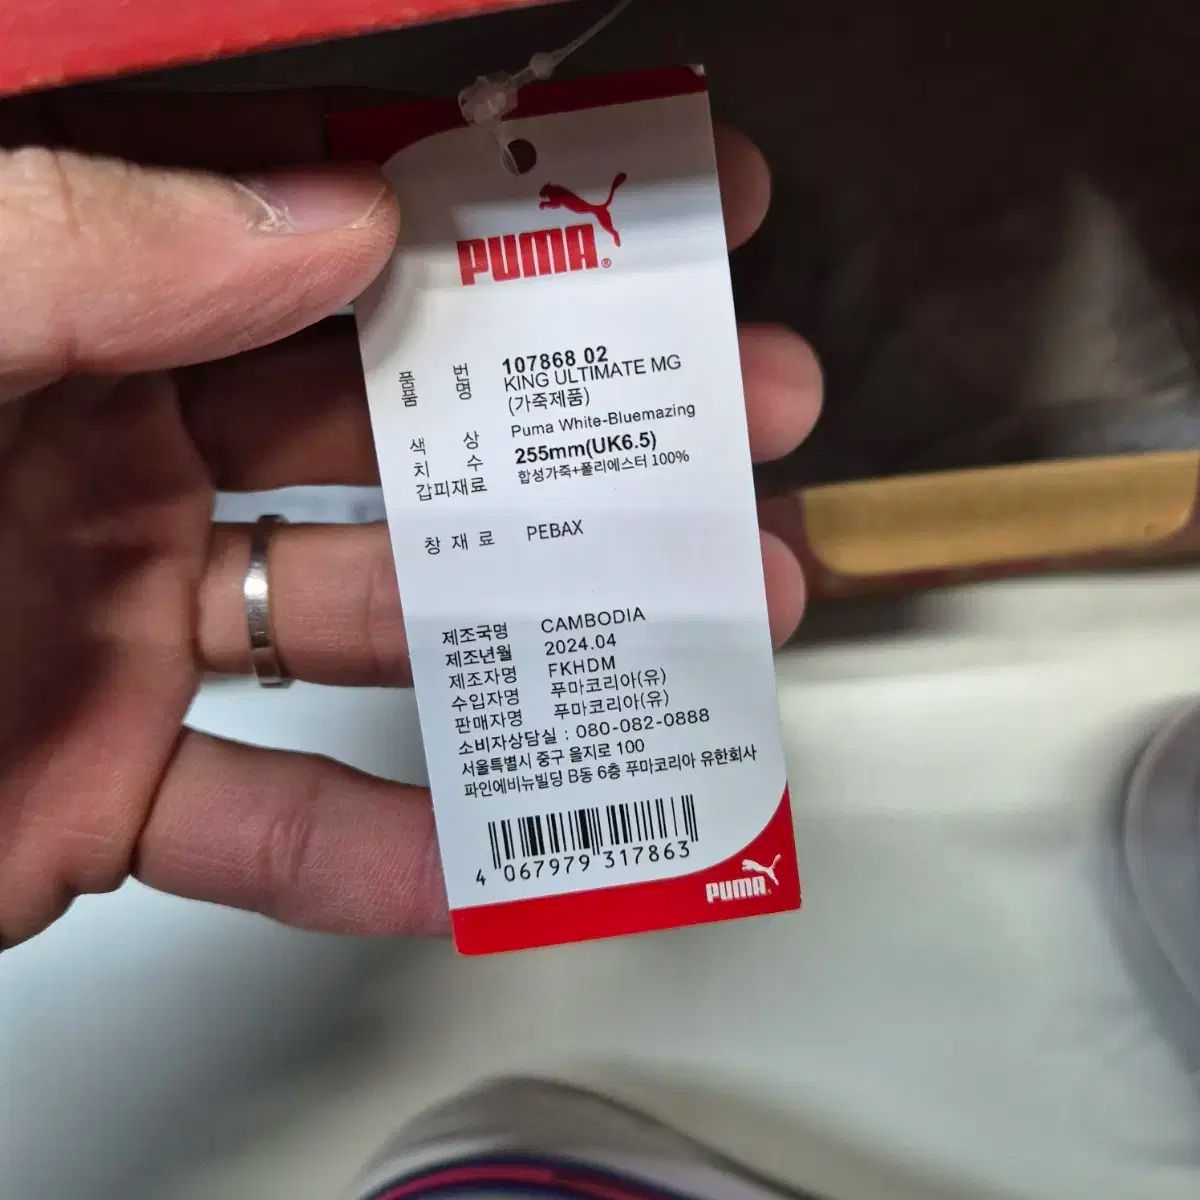 PUMA®
품 번 107868 02
품 명 KING ULTIMATE MG
(가죽제품)
색 상 Puma White-Bluemazing
치 수 255mm(UK6.5)
갑피재료 합성가죽+폴리에스터 100%
창 재 료 PEBAX
제조국명 CAMBODIA
제조년월 2024.04
제조자명 FKHDM
수입자명 푸마코리아(유)
판매자명 푸마코리아(유)
소비자상담실 : 080-082-0888
서울특별시 중구 을지로 100
파인에비뉴빌딩 B동 6층 푸마코리아 유한회사
4 067979 317863
PUMA